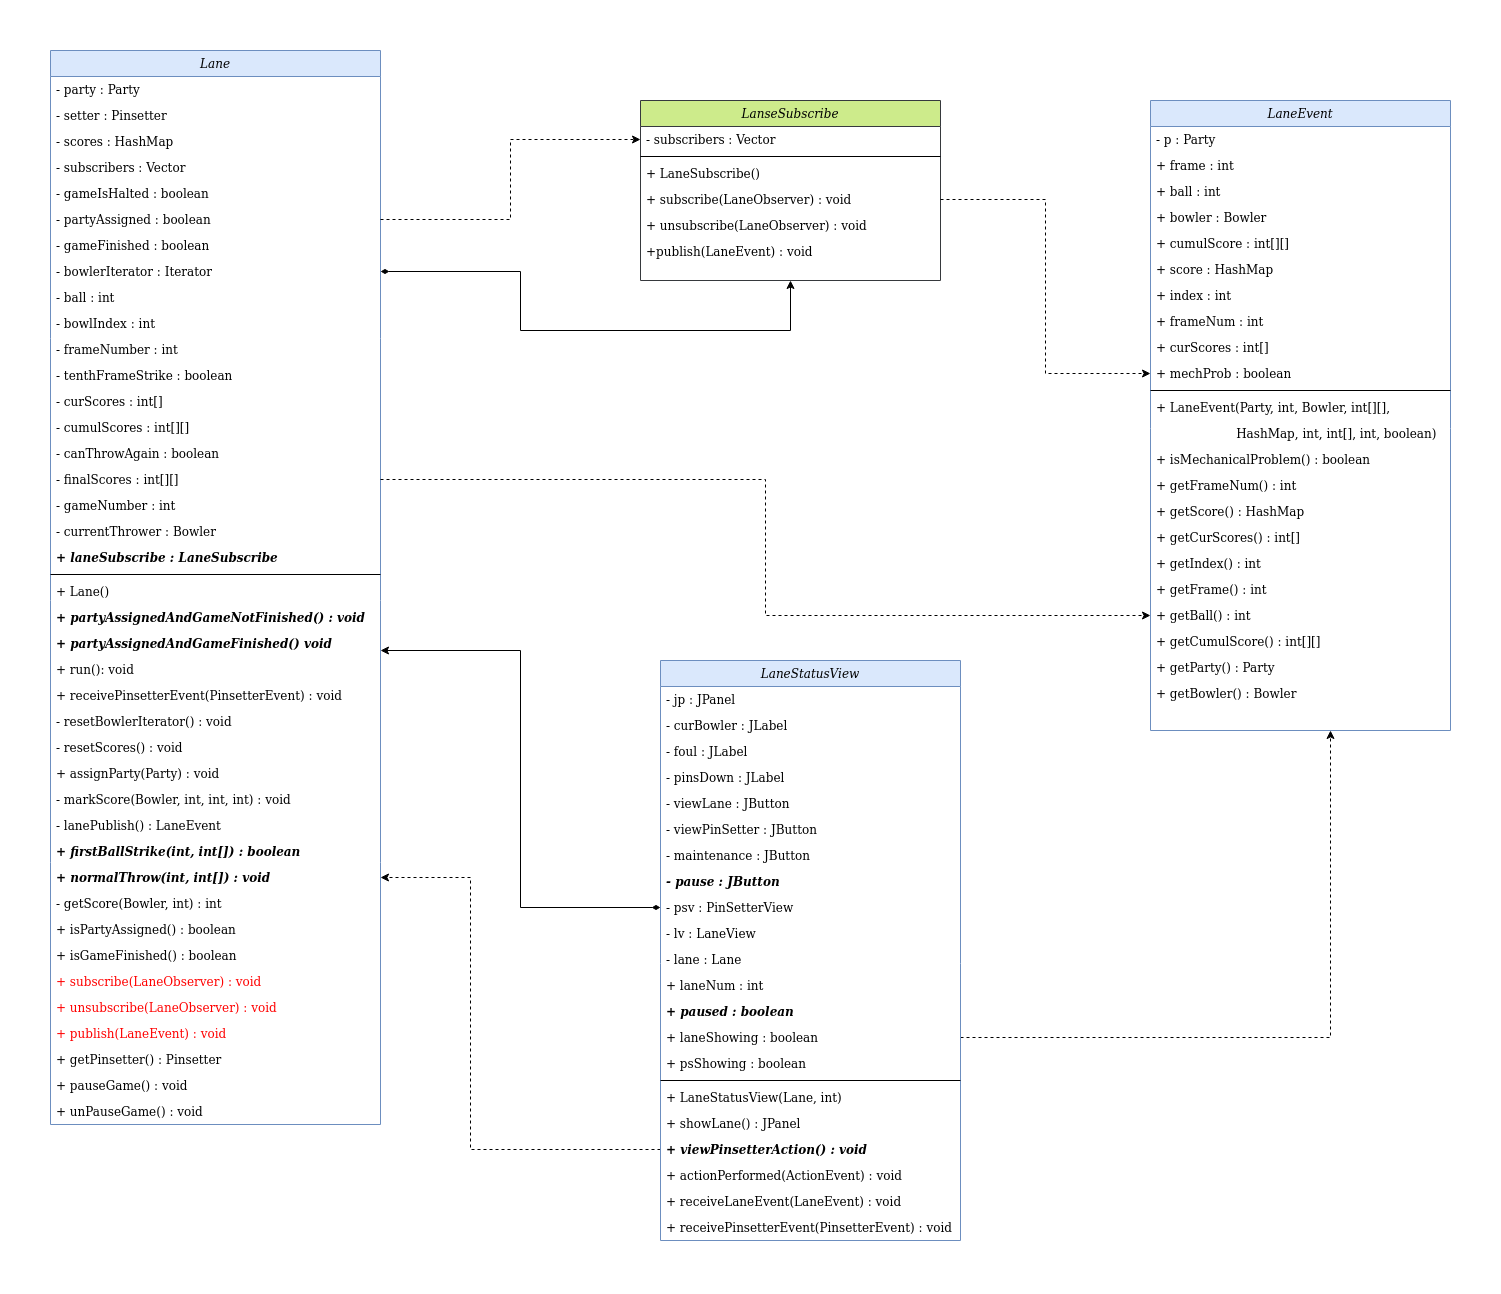 Lane
- party : Party
- setter : Pinsetter
- scores : HashMap
- subscribers : Vector
- gameIsHalted : boolean
- partyAssigned : boolean
- gameFinished : boolean
- bowlerIterator : Iterator
- ball : int
- bowlIndex : int
- frameNumber : int
- tenthFrameStrike : boolean
- curScores : int[]
- cumulScores : int[][]
- canThrowAgain : boolean
- finalScores : int[][]
- gameNumber : int
- currentThrower : Bowler
+ laneSubscribe : LaneSubscribe
+ Lane()
+ partyAssignedAndGameNotFinished() : void
+ partyAssignedAndGameFinished() void
+ run(): void
+ receivePinsetterEvent(PinsetterEvent) : void
- resetBowlerIterator() : void
- resetScores() : void
+ assignParty(Party) : void
- markScore(Bowler, int, int, int) : void
- lanePublish() : LaneEvent
+ firstBallStrike(int, int[]) : boolean
+ normalThrow(int, int[]) : void
- getScore(Bowler, int) : int
+ isPartyAssigned() : boolean
+ isGameFinished() : boolean
+ subscribe(LaneObserver) : void
+ unsubscribe(LaneObserver) : void
+ publish(LaneEvent) : void
+ getPinsetter() : Pinsetter
+ pauseGame() : void
+ unPauseGame() : void
LanseSubscribe
- subscribers : Vector
+ LaneSubscribe()
+ subscribe(LaneObserver) : void
+ unsubscribe(LaneObserver) : void
+publish(LaneEvent) : void
LaneEvent
- p : Party
+ frame : int
+ ball : int
+ bowler : Bowler
+ cumulScore : int[][]
+ score : HashMap
+ index : int
+ frameNum : int
+ curScores : int[]
+ mechProb : boolean
+ LaneEvent(Party, int, Bowler, int[][],
HashMap, int, int[], int, boolean)
+ isMechanicalProblem() : boolean
+ getFrameNum() : int
+ getScore() : HashMap
+ getCurScores() : int[]
+ getIndex() : int
+ getFrame() : int
+ getBall() : int
+ getCumulScore() : int[][]
+ getParty() : Party
+ getBowler() : Bowler
LaneStatusView
- jp : JPanel
- curBowler : JLabel
- foul : JLabel
- pinsDown : JLabel
- viewLane : JButton
- viewPinSetter : JButton
- maintenance : JButton
- pause : JButton
- psv : PinSetterView
- lv : LaneView
- lane : Lane
+ laneNum : int
+ paused : boolean
+ laneShowing : boolean
+ psShowing : boolean
+ LaneStatusView(Lane, int)
+ showLane() : JPanel
+ viewPinsetterAction() : void
+ actionPerformed(ActionEvent) : void
+ receiveLaneEvent(LaneEvent) : void
+ receivePinsetterEvent(PinsetterEvent) : void